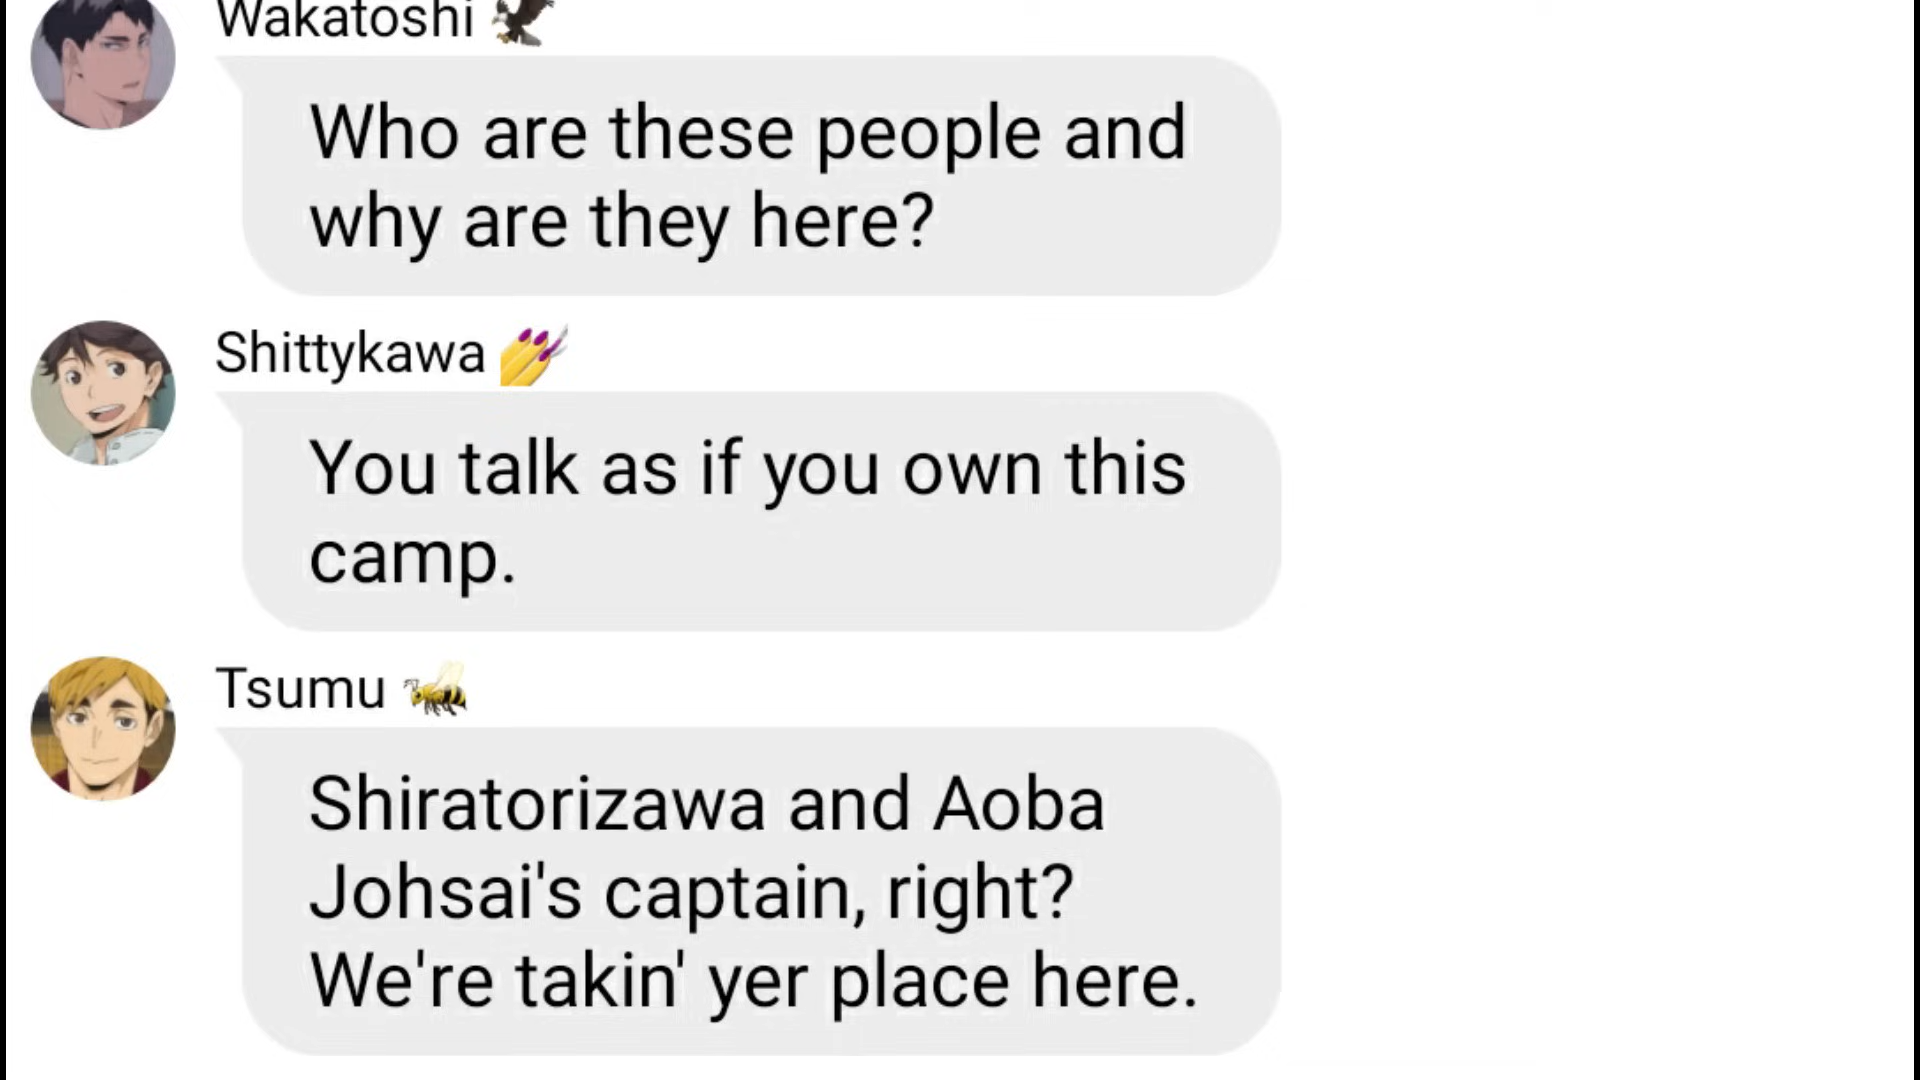 Wakatoshi 🦅
Who are these people and
why are they here?
Shittykawa 💅
You talk as if you own this
camp.
Tsumu 🐝
Shiratorizawa and Aoba
Johsai's captain, right?
We're takin' yer place here.